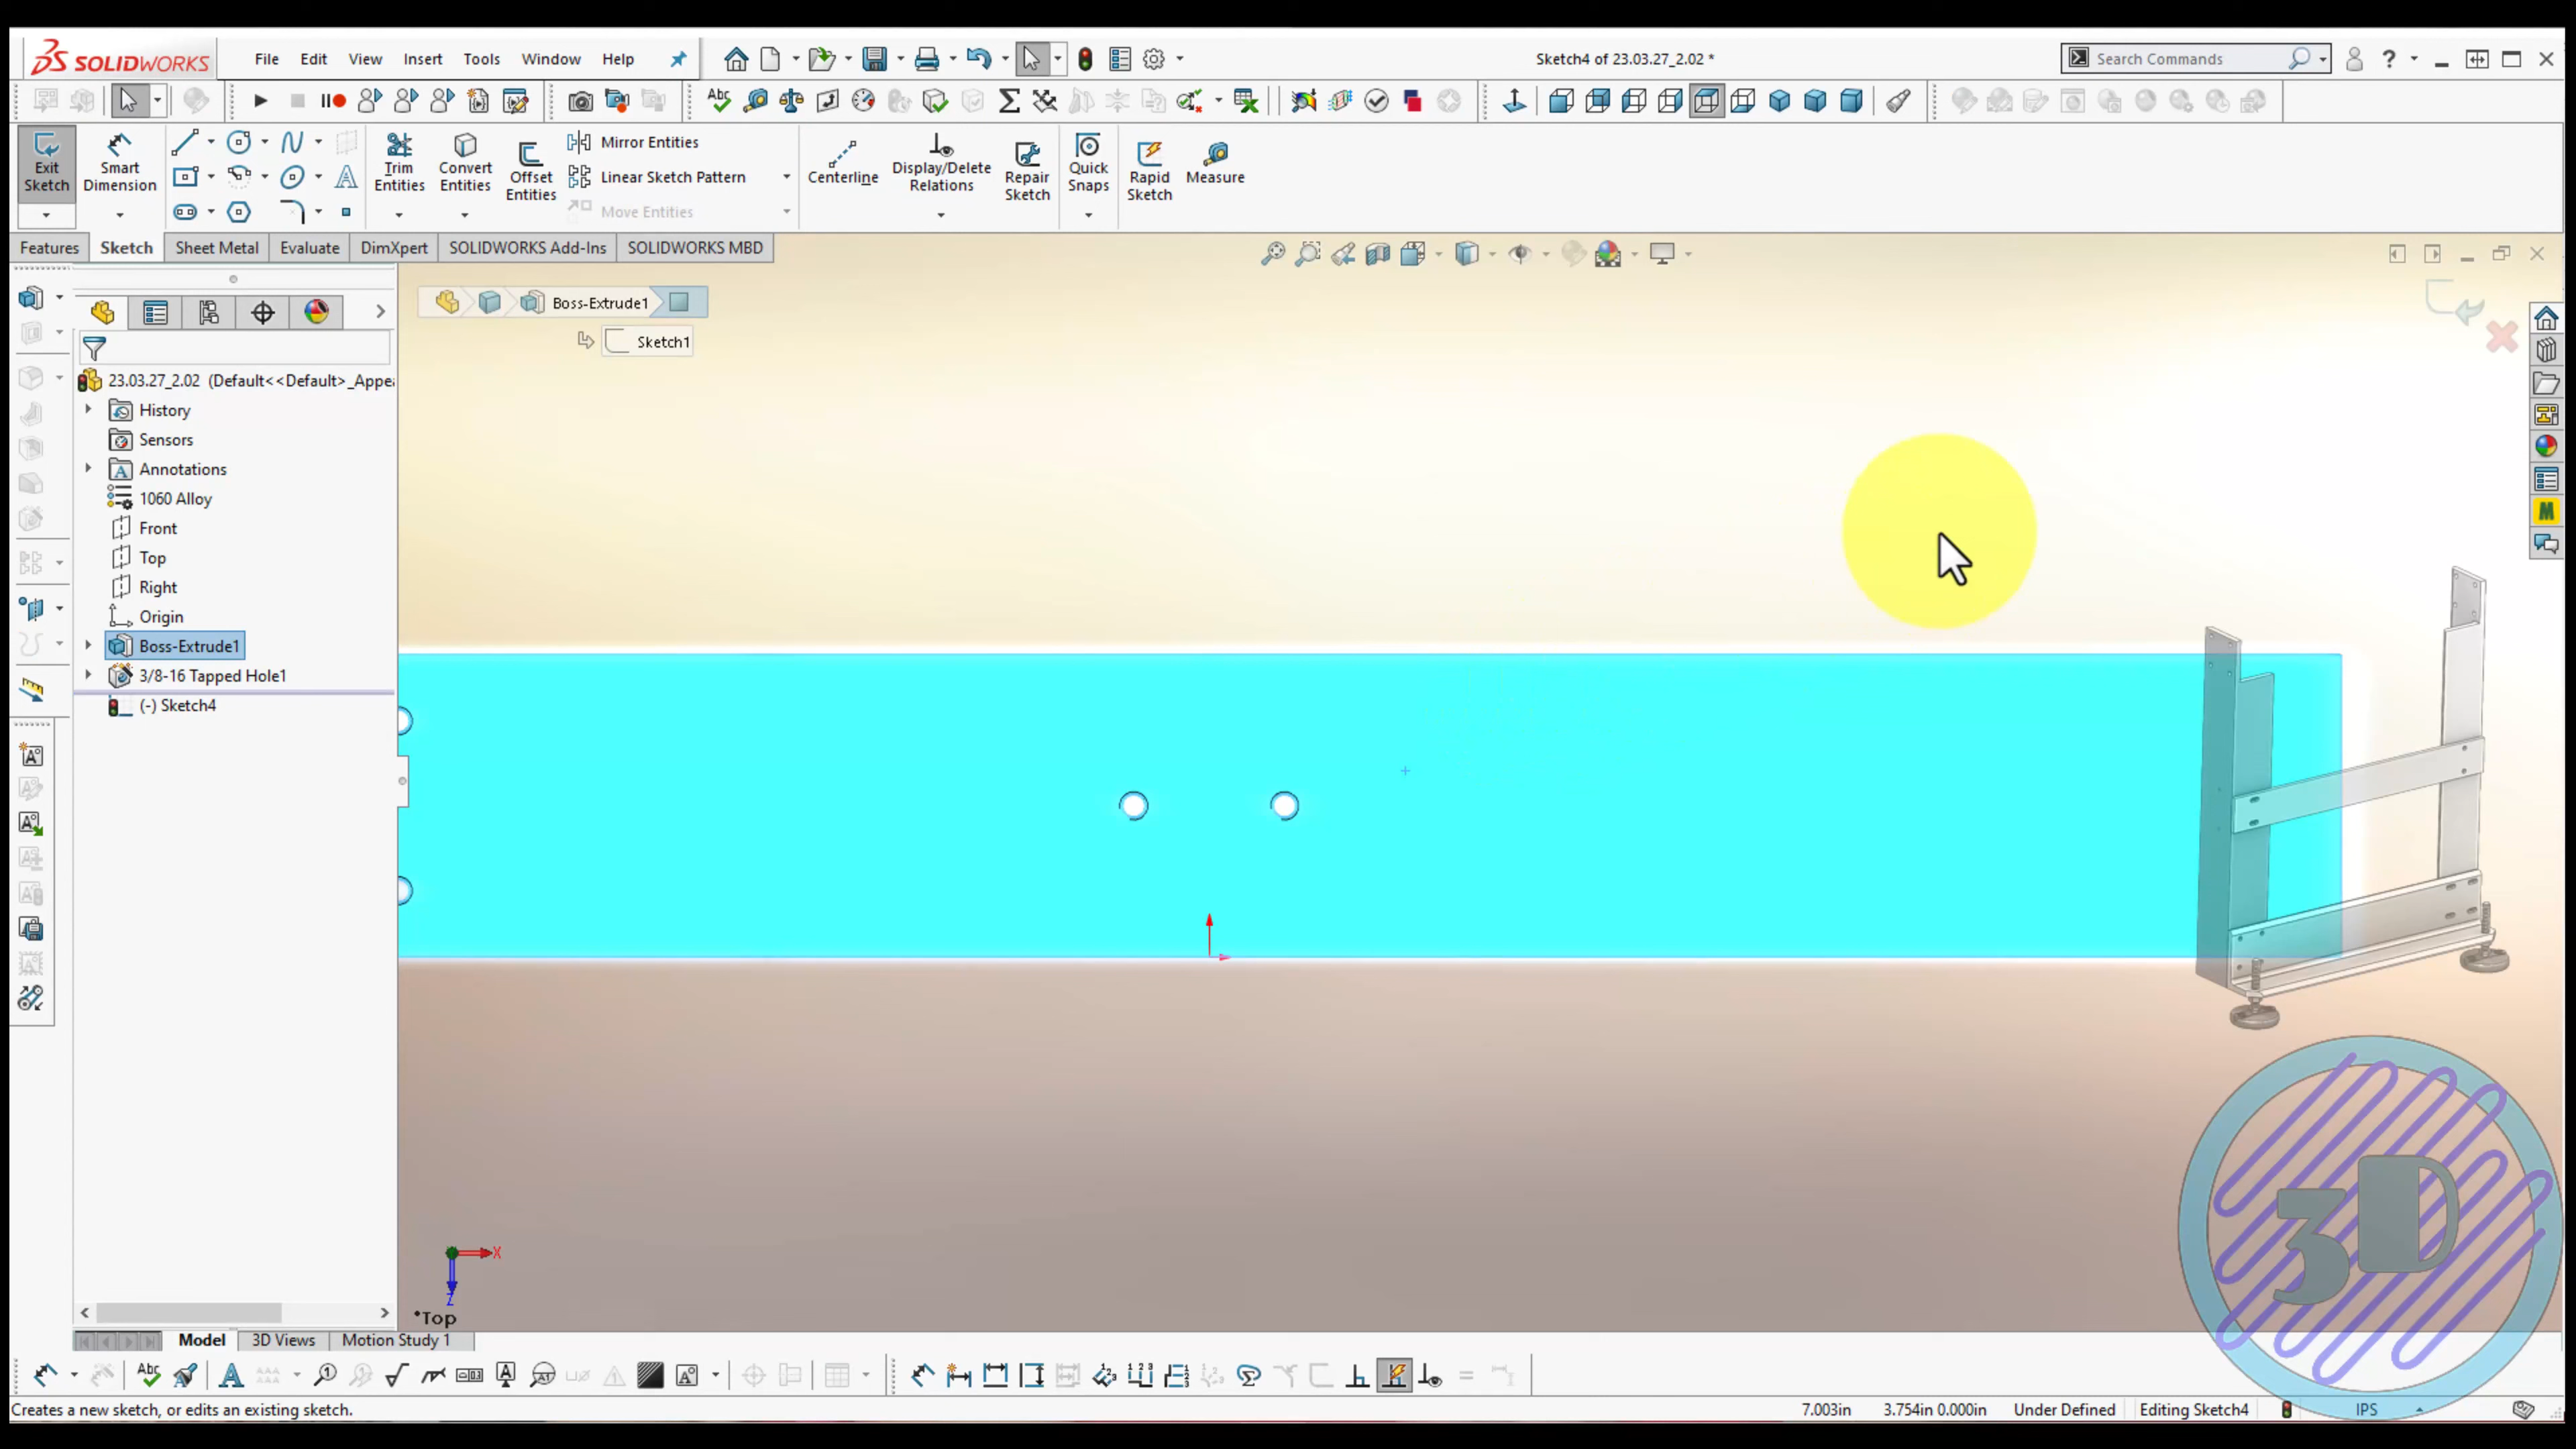 SOLIDWORKS File Edit View Insert Tools Window Help Sketch4 of 23.03.27_2.02 * Search Commands
Exit Sketch
Smart Dimension
Trim Entities
Convert Entities
Offset Entities
Mirror Entities
Linear Sketch Pattern
Move Entities
Centerline
Display/Delete Relations
Repair Sketch
Quick Snaps
Rapid Sketch
Measure
Features Sketch Sheet Metal Evaluate DimXpert SOLIDWORKS Add-Ins SOLIDWORKS MBD
Boss-Extrude1
Sketch1
23.03.27_2.02 (Default<<Default>_Appea
History
Sensors
Annotations
1060 Alloy
Front
Top
Right
Origin
Boss-Extrude1
3/8-16 Tapped Hole1
(-) Sketch4
X
Z
*Top
Model 3D Views Motion Study 1
3D
Creates a new sketch, or edits an existing sketch. 7.003in 3.754in 0.000in Under Defined Editing Sketch4 IPS